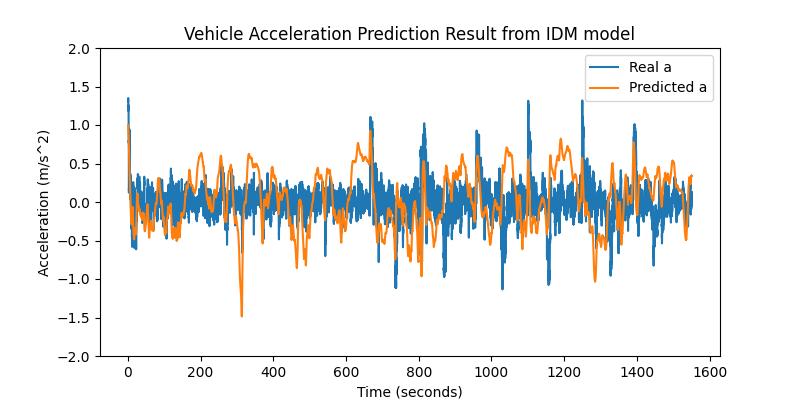 Vehicle Acceleration Prediction Result from IDM model
2.0
1.5
1.0
0.5
0.0
−0.5
−1.0
−1.5
−2.0
Acceleration (m/s^2)
Real a
Predicted a
0 200 400 600 800 1000 1200 1400 1600
Time (seconds)